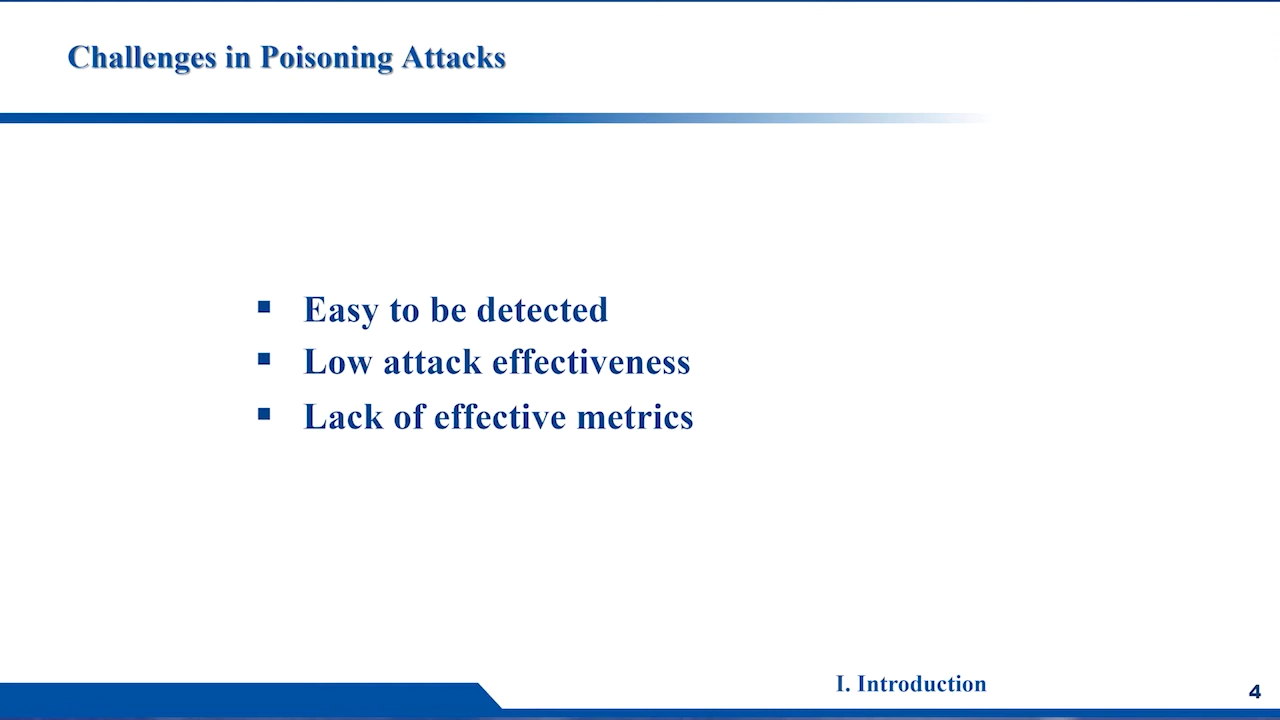 Challenges in Poisoning Attacks
▪ Easy to be detected
▪ Low attack effectiveness
▪ Lack of effective metrics
I. Introduction
4